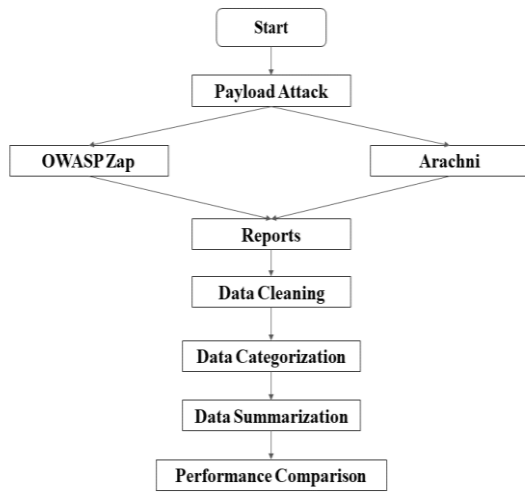 Start
Payload Attack
OWASP Zap
Arachni
Reports
Data Cleaning
Data Categorization
Data Summarization
Performance Comparison